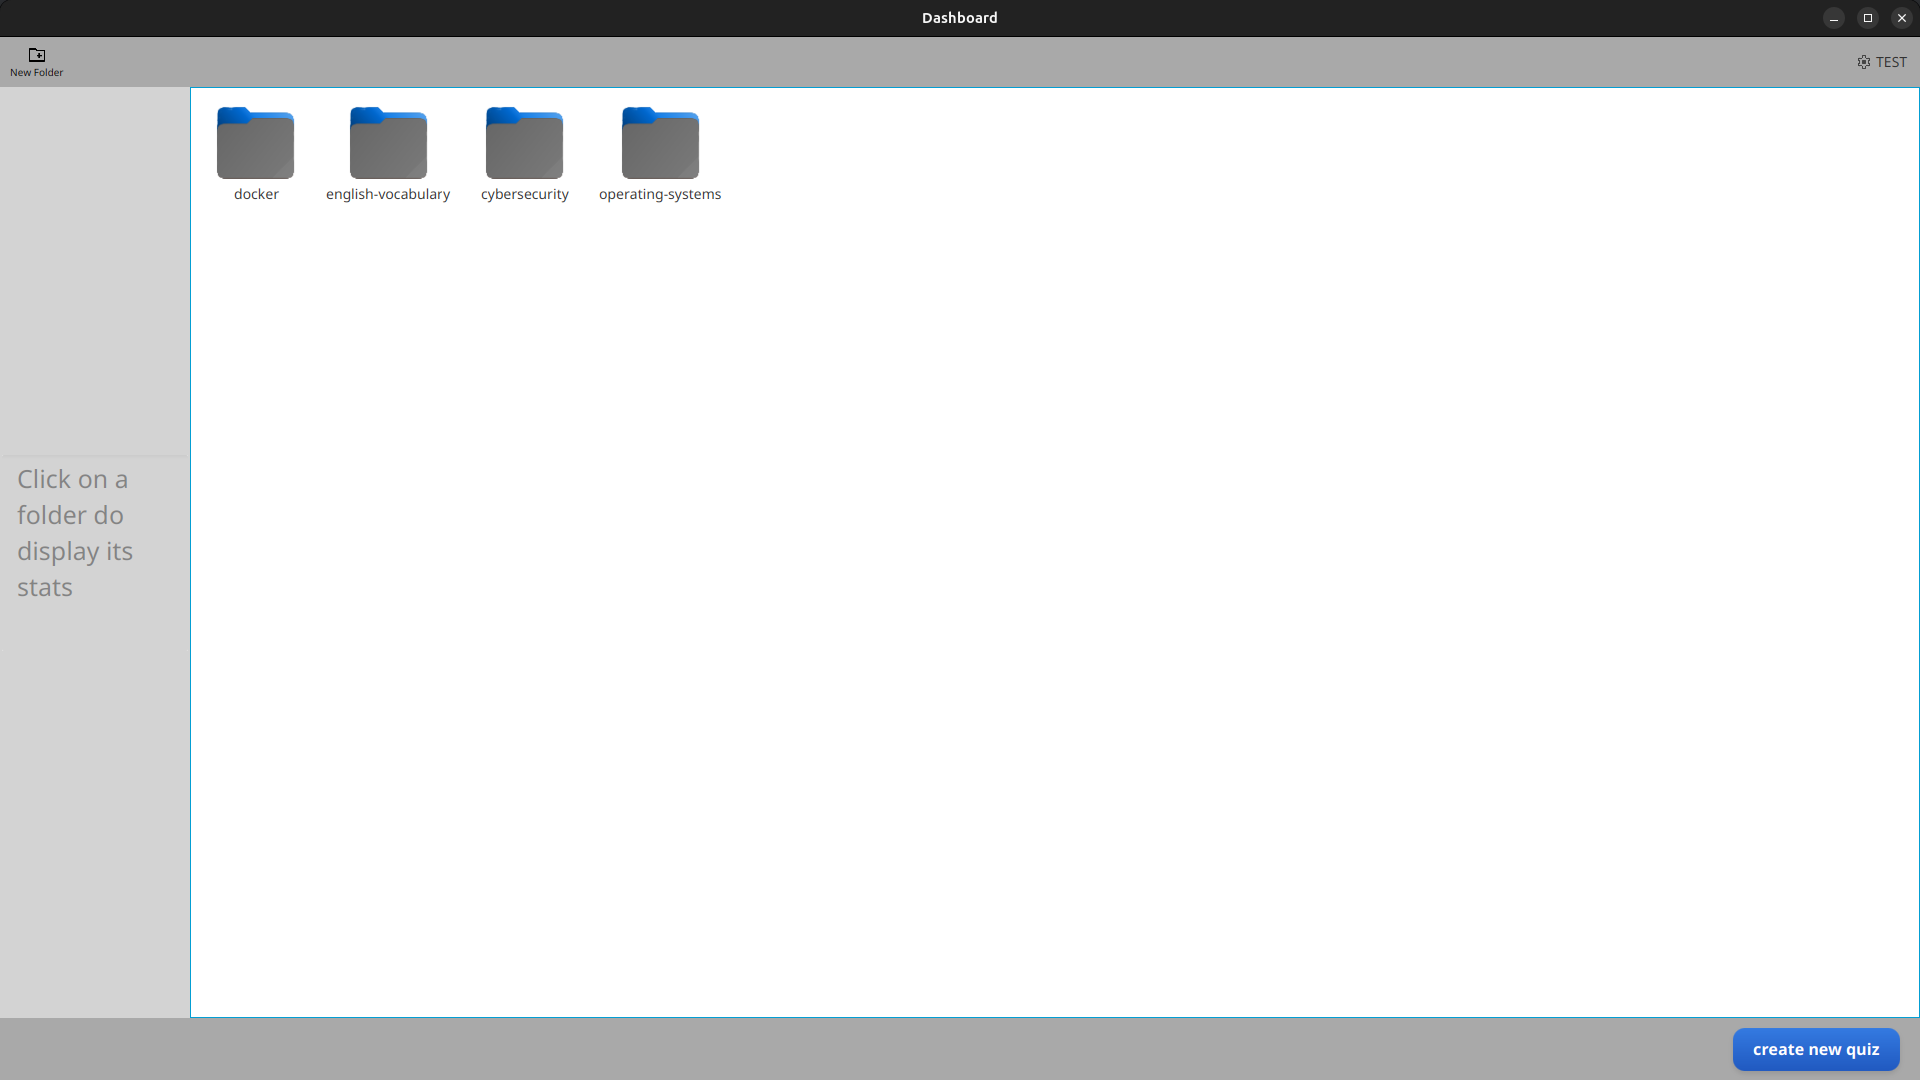 Dashboard
New Folder
TEST
docker
english-vocabulary
cybersecurity
operating-systems
Click on a
folder do
display its
stats
create new quiz